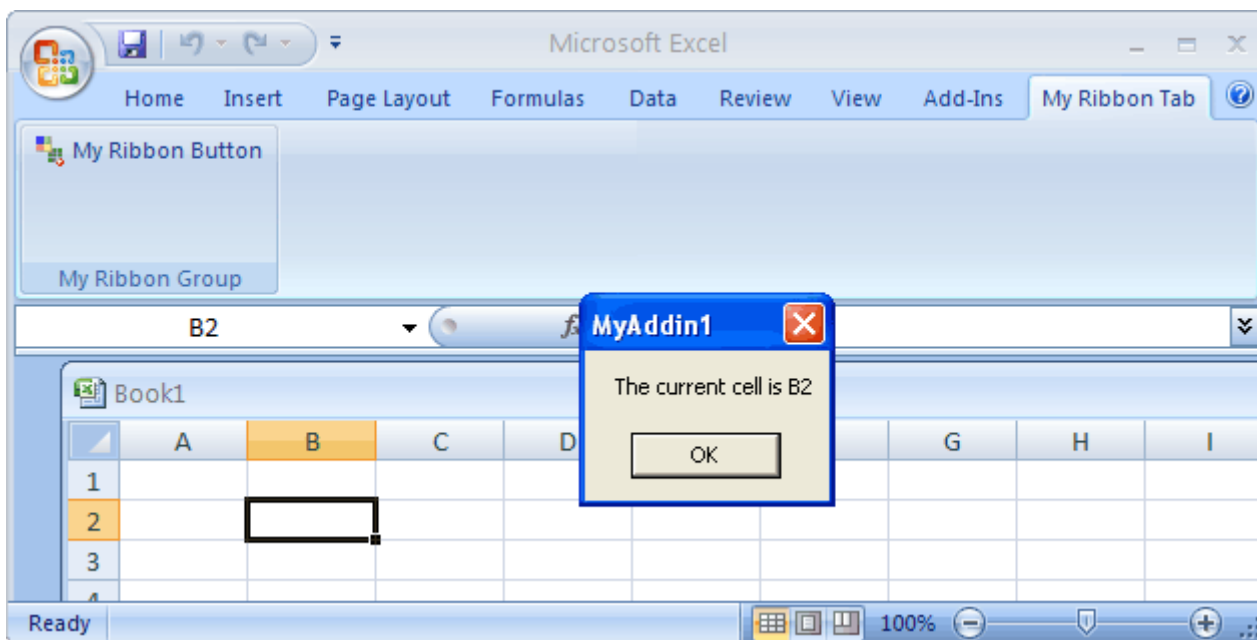 Microsoft Excel
Home Insert Page Layout Formulas Data Review View Add-Ins My Ribbon Tab
My Ribbon Button
My Ribbon Group
B2
MyAddin1
The current cell is B2
OK
Book1
A B C D G H I
1
2
3
Ready 100%